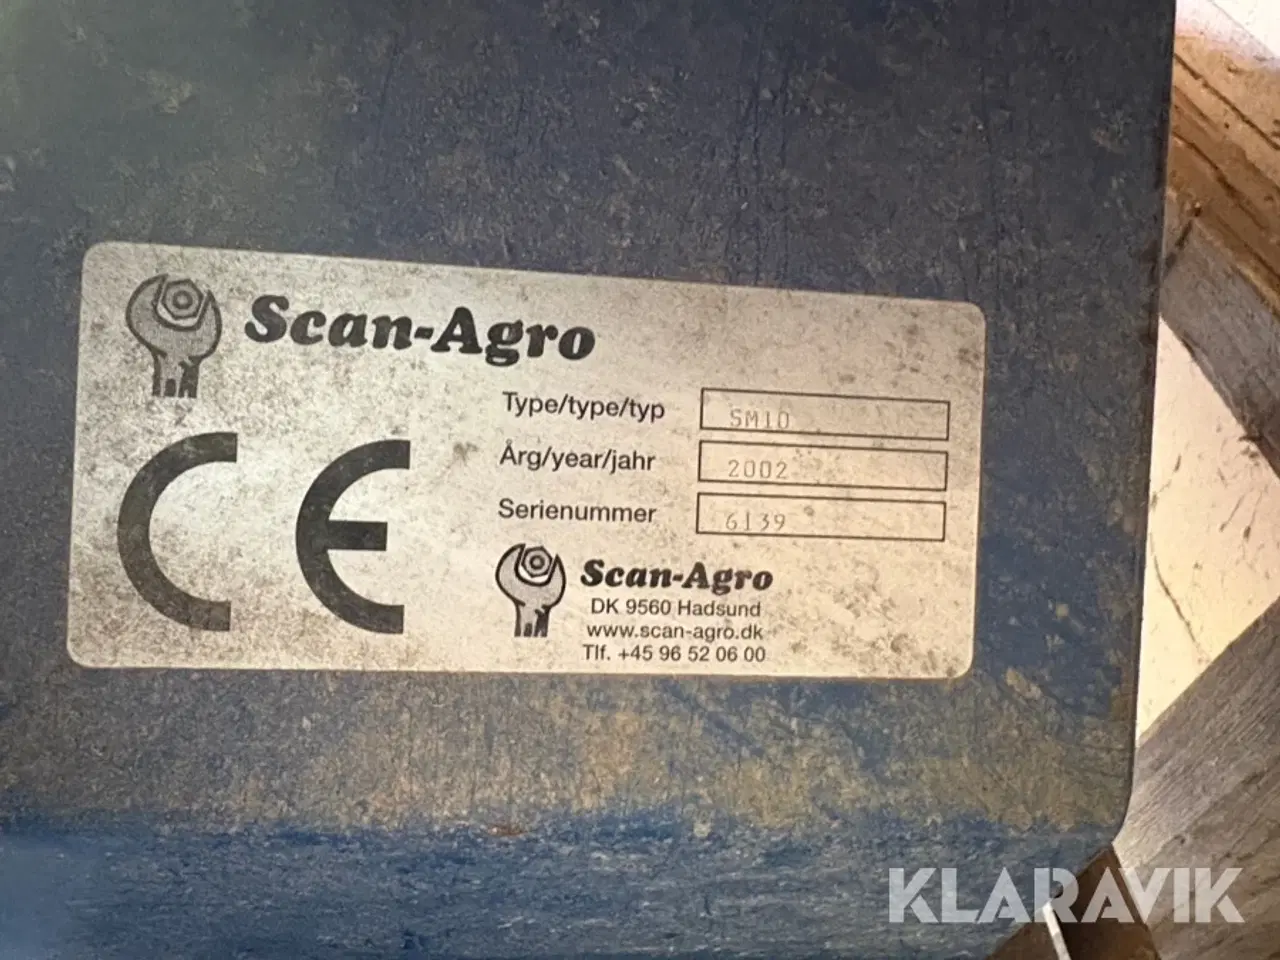 Scan-Agro
Type/type/typ SM10
Årg/year/jahr 2002
Serienummer 6139
CE
Scan-Agro
DK 9560 Hadsund
www.scan-agro.dk
Tlf. +45 96 52 06 00
KLARAVIK